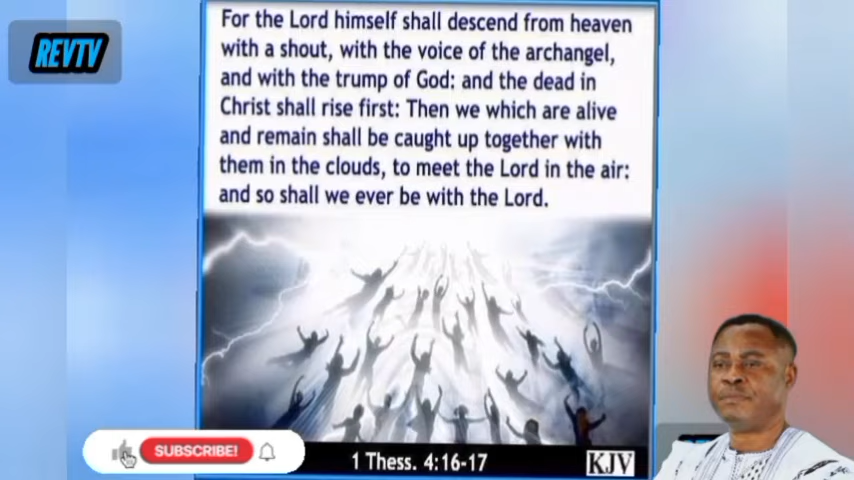 REVTV
For the Lord himself shall descend from heaven
with a shout, with the voice of the archangel,
and with the trump of God: and the dead in
Christ shall rise first: Then we which are alive
and remain shall be caught up together with
them in the clouds, to meet the Lord in the air:
and so shall we ever be with the Lord.
SUBSCRIBE!
1 Thess. 4:16-17
KJV